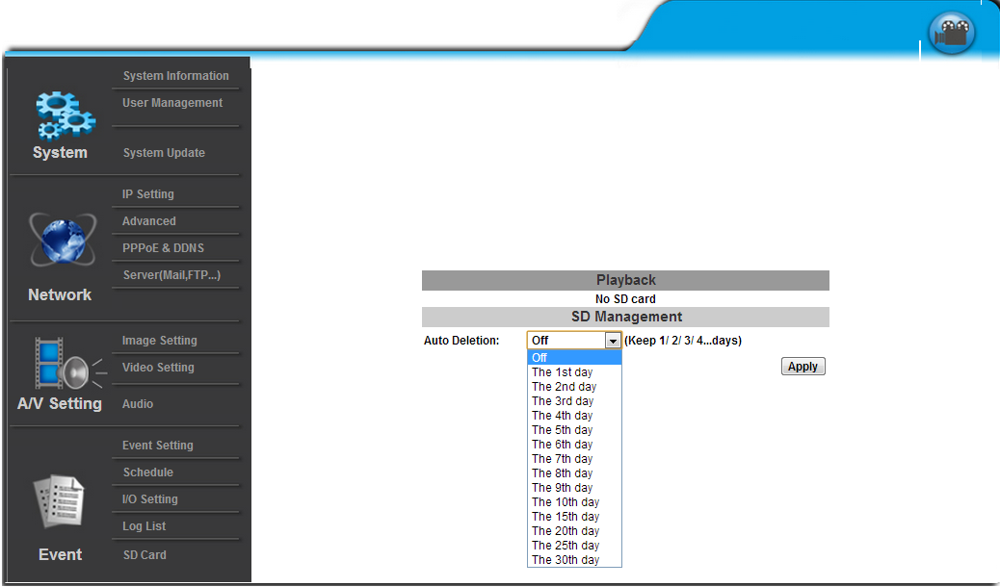 System Information
User Management
System
System Update
IP Setting
Advanced
PPPoE & DDNS
Server(Mail,FTP...)
Network
Image Setting
Video Setting
A/V Setting
Audio
Event Setting
Schedule
I/O Setting
Log List
Event
SD Card
Playback
No SD card
SD Management
Auto Deletion: Off (Keep 1/ 2/ 3/ 4...days)
Off
The 1st day
The 2nd day
The 3rd day
The 4th day
The 5th day
The 6th day
The 7th day
The 8th day
The 9th day
The 10th day
The 15th day
The 20th day
The 25th day
The 30th day
Apply